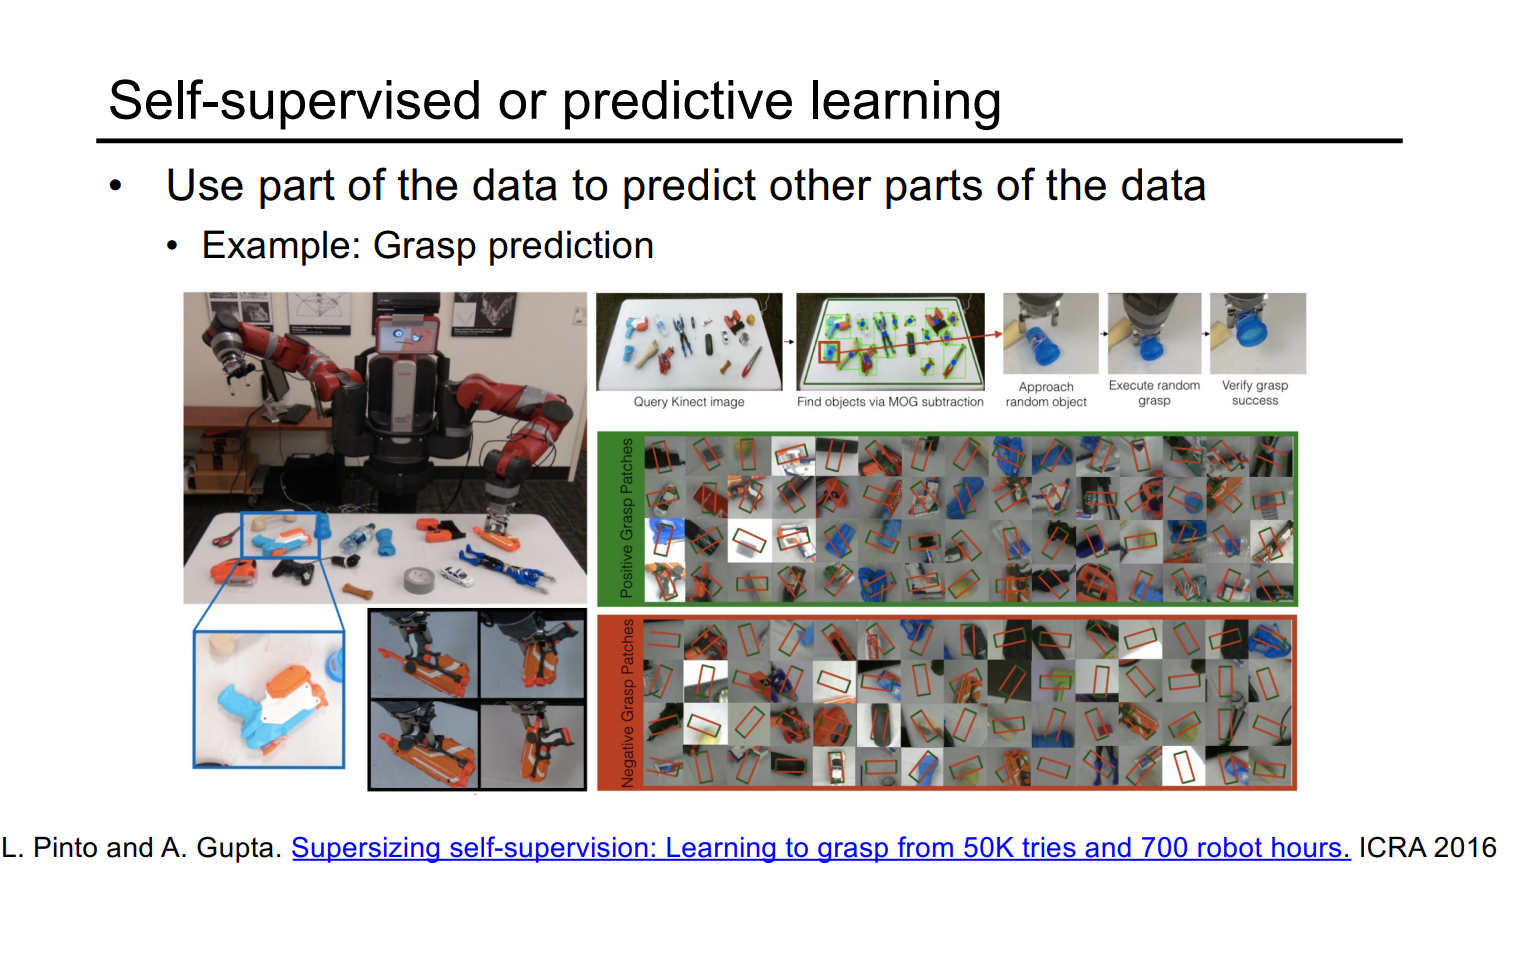 Self-supervised or predictive learning
• Use part of the data to predict other parts of the data
• Example: Grasp prediction
Query Kinect image
Find objects via MOG subtraction
Approach
random object
Execute random
grasp
Verify grasp
success
Positive Grasp Patches
Negative Grasp Patches
L. Pinto and A. Gupta. Supersizing self-supervision: Learning to grasp from 50K tries and 700 robot hours. ICRA 2016